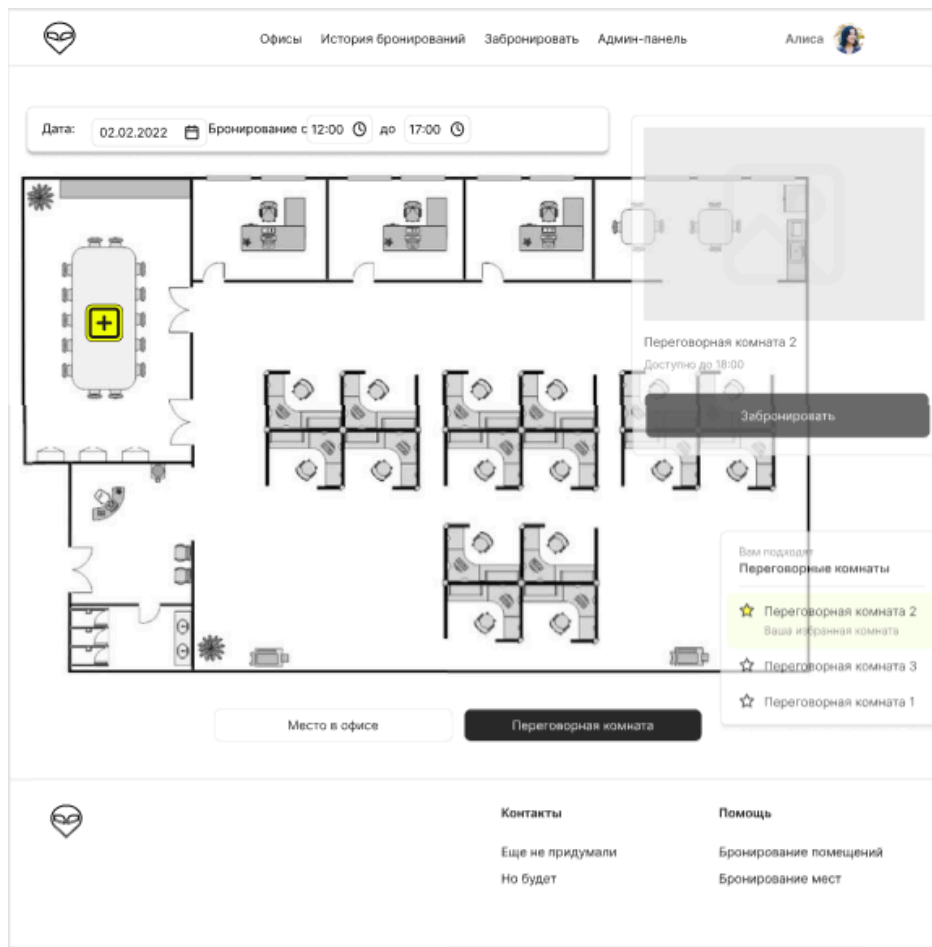 Офисы История бронирований Забронировать Админ-панель Алиса
Дата: 02.02.2022 Бронирование с 12:00 до 17:00
Переговорная комната 2
Доступно до 18:00
Забронировать
Вам подходят
Переговорные комнаты
Переговорная комната 2
Ваша избранная комната
Переговорная комната 3
Переговорная комната 1
Место в офисе Переговорная комната
Контакты Помощь
Еще не придумали Бронирование помещений
Но будет Бронирование мест